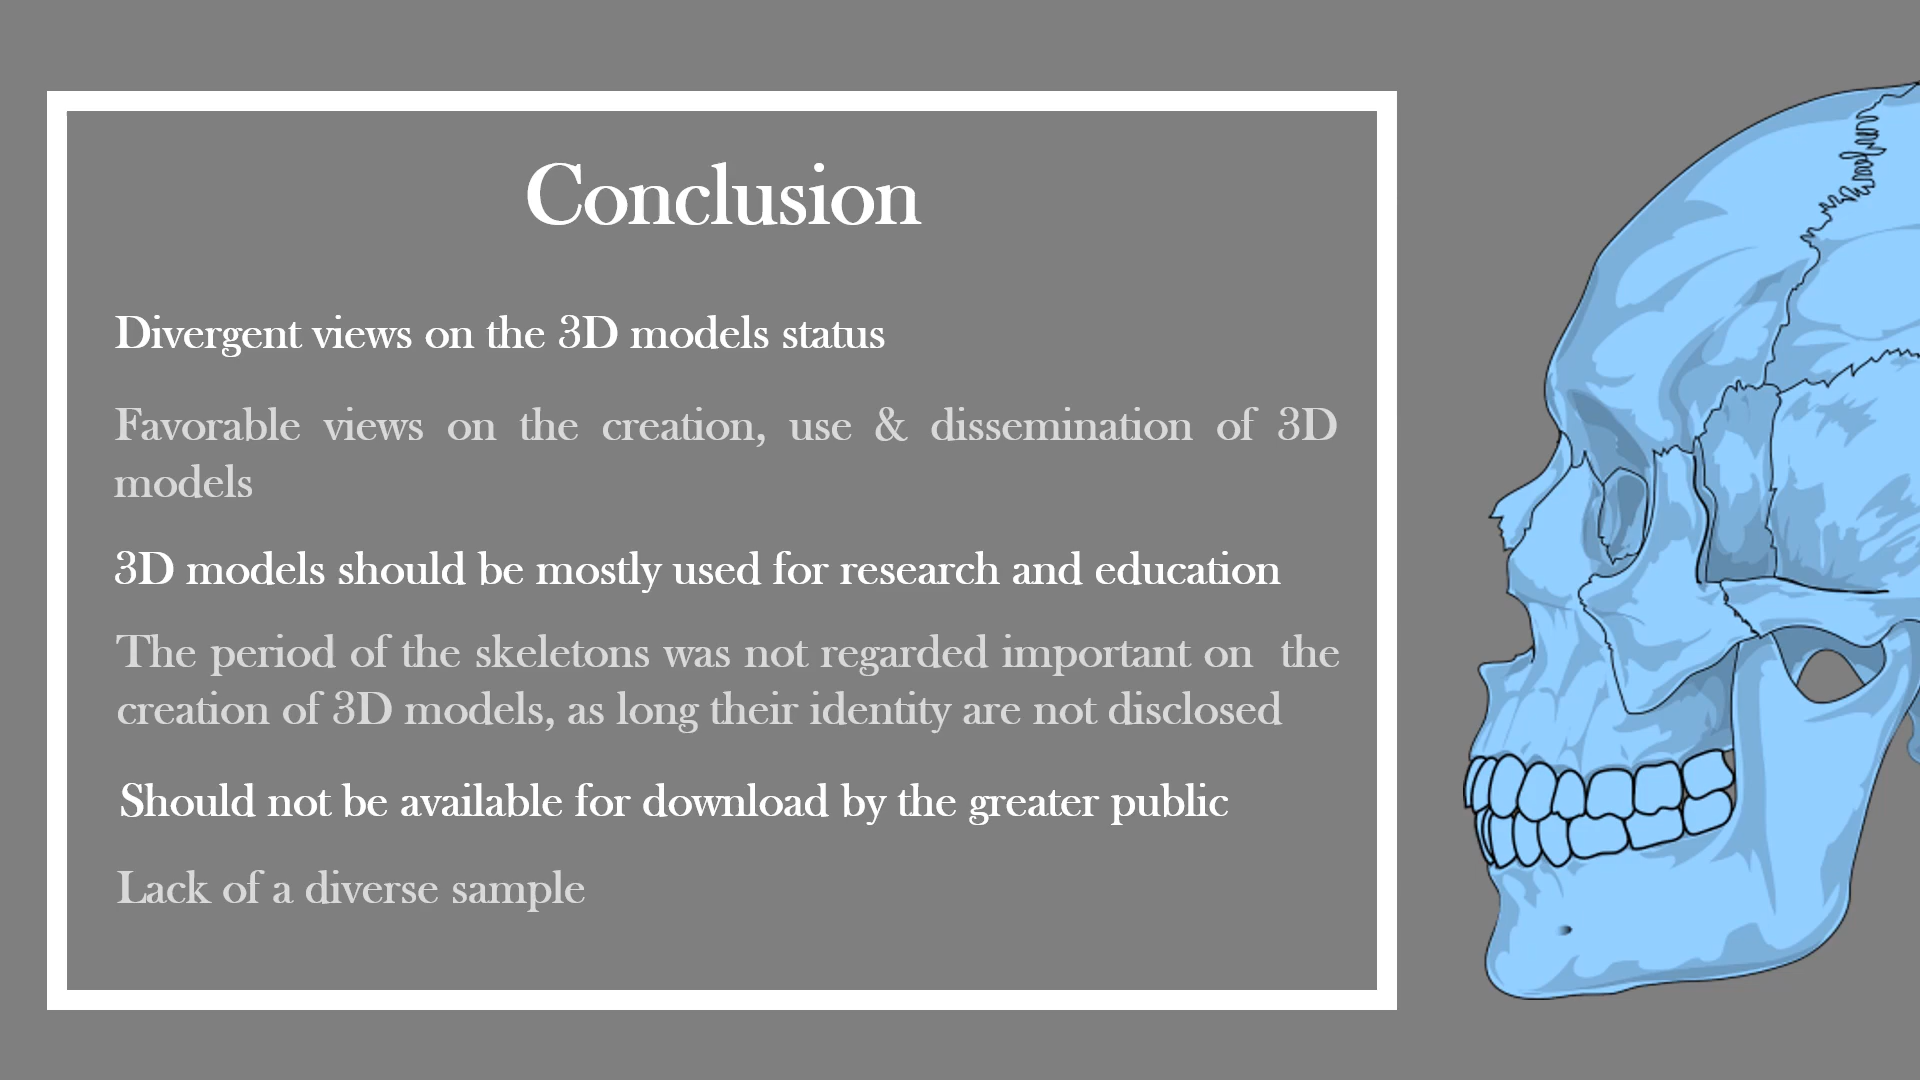 Conclusion
Divergent views on the 3D models status
Favorable views on the creation, use & dissemination of 3D
models
3D models should be mostly used for research and education
The period of the skeletons was not regarded important on the
creation of 3D models, as long their identity are not disclosed
Should not be available for download by the greater public
Lack of a diverse sample